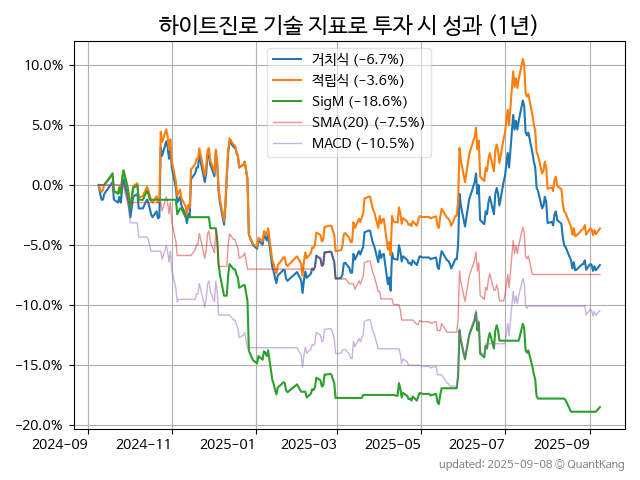 하이트진로 기술 지표로 투자 시 성과 (1년)
거치식 (−6.7%)
적립식 (−3.6%)
SigM (−18.6%)
SMA(20) (−7.5%)
MACD (−10.5%)
10.0%
5.0%
0.0%
−5.0%
−10.0%
−15.0%
−20.0%
2024-09 2024-11 2025-01 2025-03 2025-05 2025-07 2025-09
updated: 2025-09-08 © QuantKang